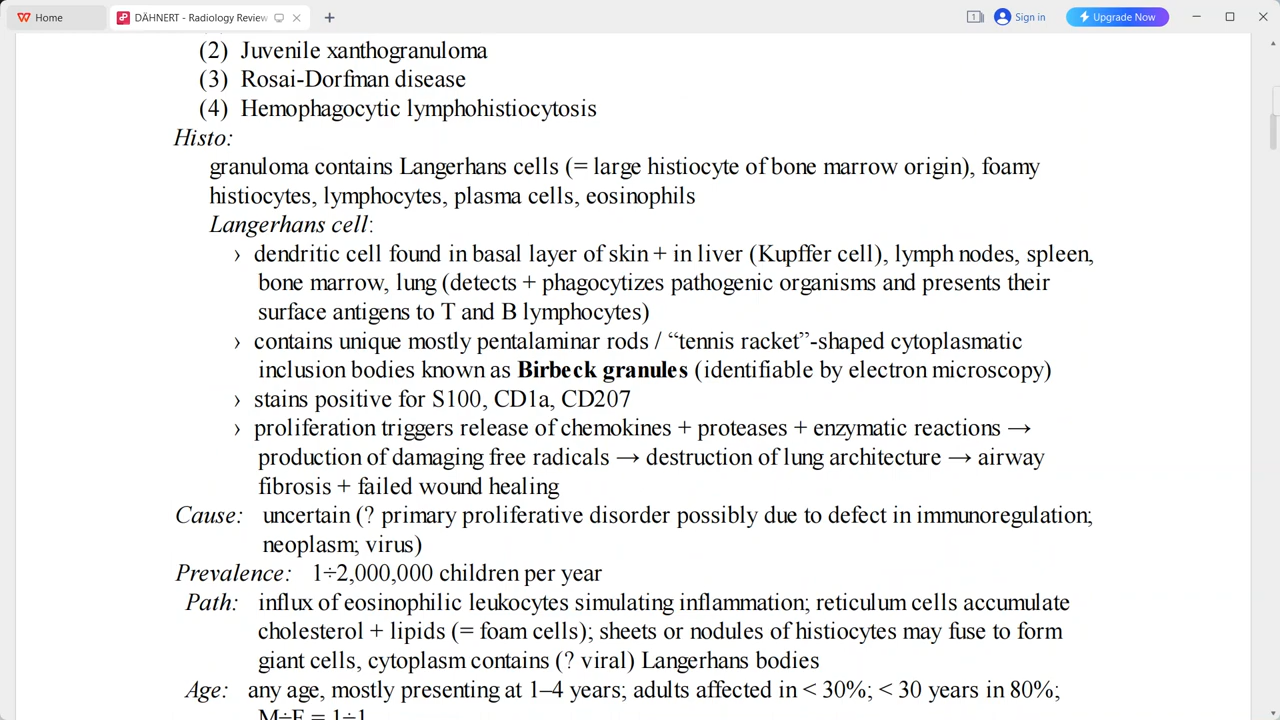 Home
DÄHNERT - Radiology Review
Sign in
Upgrade Now
(2) Juvenile xanthogranuloma
(3) Rosai-Dorfman disease
(4) Hemophagocytic lymphohistiocytosis
Histo:
granuloma contains Langerhans cells (= large histiocyte of bone marrow origin), foamy
histiocytes, lymphocytes, plasma cells, eosinophils
Langerhans cell:
› dendritic cell found in basal layer of skin + in liver (Kupffer cell), lymph nodes, spleen,
bone marrow, lung (detects + phagocytizes pathogenic organisms and presents their
surface antigens to T and B lymphocytes)
› contains unique mostly pentalaminar rods / “tennis racket”-shaped cytoplasmatic
inclusion bodies known as Birbeck granules (identifiable by electron microscopy)
› stains positive for S100, CD1a, CD207
› proliferation triggers release of chemokines + proteases + enzymatic reactions →
production of damaging free radicals → destruction of lung architecture → airway
fibrosis + failed wound healing
Cause: uncertain (? primary proliferative disorder possibly due to defect in immunoregulation;
neoplasm; virus)
Prevalence: 1÷2,000,000 children per year
Path: influx of eosinophilic leukocytes simulating inflammation; reticulum cells accumulate
cholesterol + lipids (= foam cells); sheets or nodules of histiocytes may fuse to form
giant cells, cytoplasm contains (? viral) Langerhans bodies
Age: any age, mostly presenting at 1–4 years; adults affected in < 30%; < 30 years in 80%;
M÷F = 1÷1